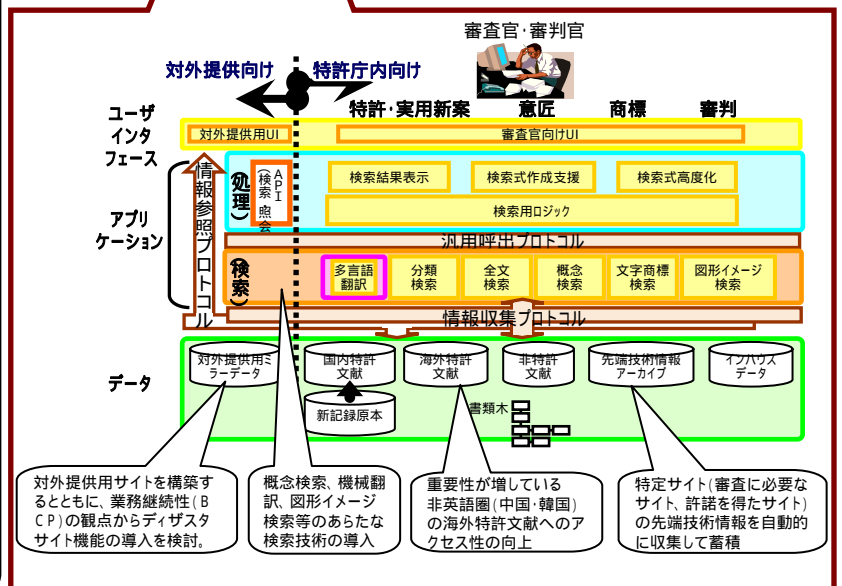 審査官･審判官
対外提供向け
特許庁内向け
特許･実用新案
意匠
商標
審判
ユーザ
インタ
フェース
対外提供用UI
審査官向けUI
アプリ
ケーション
情報参照プロトコル
(処理)
API
(検索 照会
検索結果表示
検索式作成支援
検索式高度化
検索用ロジック
汎用呼出プロトコル
(検索)
多言語
翻訳
分類
検索
全文
検索
概念
検索
文字商標
検索
図形イメージ
検索
情報収集プロトコル
データ
対外提供用ミ
ラーデータ
国内特許
文献
海外特許
文献
非特許
文献
先端技術情報
アーカイブ
インハウス
データ
新記録原本
書類木
対外提供用サイトを構築す
るとともに、業務継続性(B
CP)の観点からディザスタ
サイト機能の導入を検討。
概念検索、機械翻
訳、図形イメージ
検索等のあらたな
検索技術の導入
重要性が増している
非英語圏(中国･韓国)
の海外特許文献へのア
クセス性の向上
特定サイト(審査に必要な
サイト、許諾を得たサイト)
の先端技術情報を自動的
に収集して蓄積